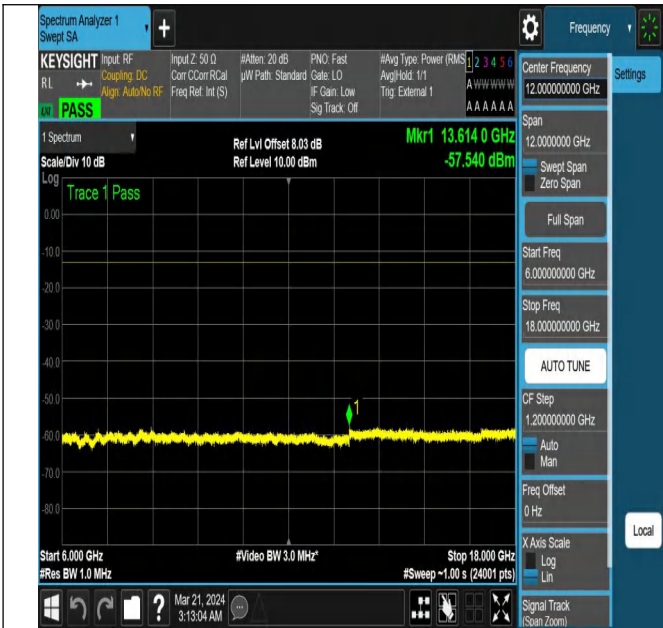 Spectrum Analyzer 1
Swept SA
+
Frequency
KEYSIGHT
RL
LXI
PASS
Input: RF
Coupling: DC
Align: Auto/No RF
Input Z: 50 Ω
Corr CCorr RCal
Freq Ref: Int (S)
#Atten: 20 dB
µW Path: Standard
PNO: Fast
Gate: LO
IF Gain: Low
Sig Track: Off
#Avg Type: Power (RMS
Avg|Hold: 1/1
Trig: External 1
1 2 3 4 5 6
A W W W W W
A A A A A A
1 Spectrum
Scale/Div 10 dB
Ref Lvl Offset 8.03 dB
Ref Level 10.00 dBm
Mkr1 13.614 0 GHz
-57.540 dBm
Log
Trace 1 Pass
0.00
-10.0
-20.0
-30.0
-40.0
-50.0
-60.0
-70.0
-80.0
1
Start 6.000 GHz
#Res BW 1.0 MHz
#Video BW 3.0 MHz*
Stop 18.000 GHz
#Sweep ~1.00 s (24001 pts)
?
Mar 21, 2024
3:13:04 AM
Center Frequency
12.000000000 GHz
Span
12.0000000 GHz
Swept Span
Zero Span
Full Span
Start Freq
6.000000000 GHz
Stop Freq
18.000000000 GHz
AUTO TUNE
CF Step
1.200000000 GHz
Auto
Man
Freq Offset
0 Hz
X Axis Scale
Log
Lin
Signal Track
(Span Zoom)
Settings
Local